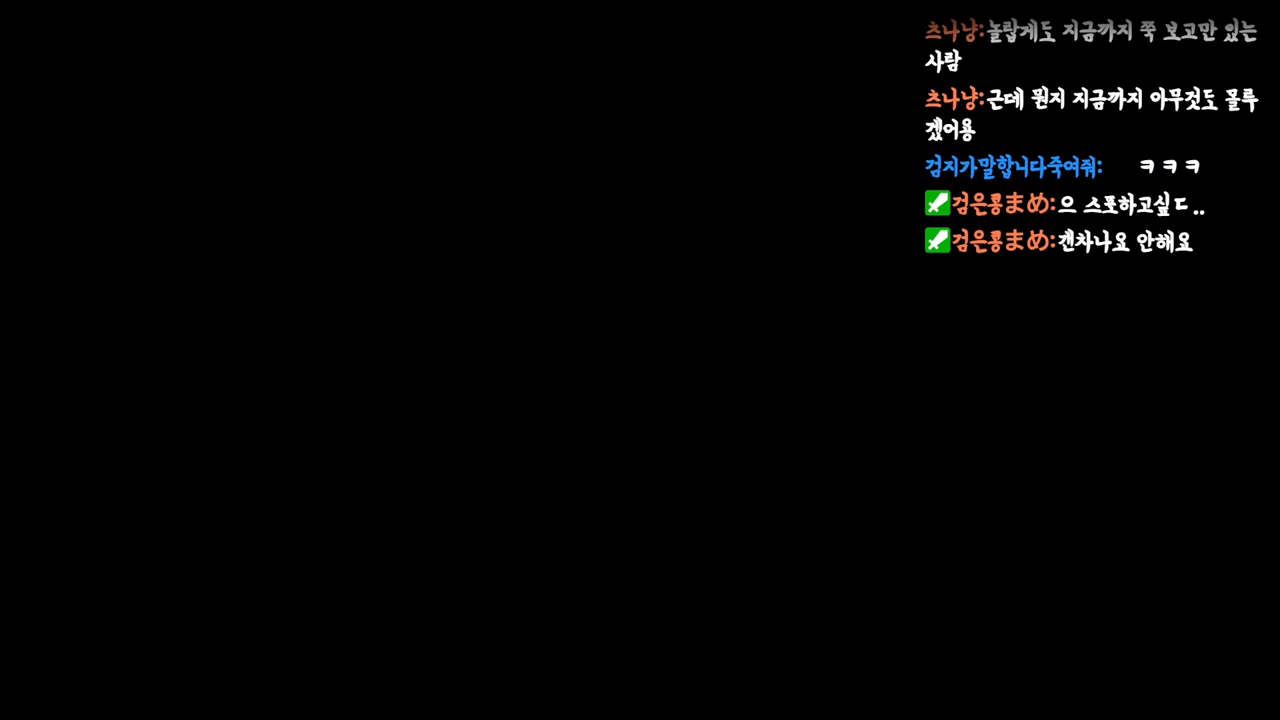 츠나냥:놀랍게도 지금까지 쭉 보고만 있는
사람
츠나냥:근데 뭔지 지금까지 아무것도 몰루
겠어용
검지가말합니다죽여줘: ㅋㅋㅋ
검은콩まめ:으 스포하고싶ㄷ..
검은콩まめ:갠차나요 안해요